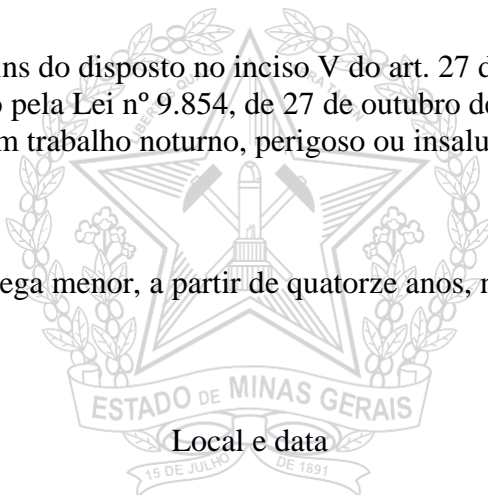 ins do disposto no inciso V do art. 27 d
o pela Lei nº 9.854, de 27 de outubro de
m trabalho noturno, perigoso ou insalu
ega menor, a partir de quatorze anos, n
ESTADO DE MINAS GERAIS
Local e data
15 DE JULHO DE 1891